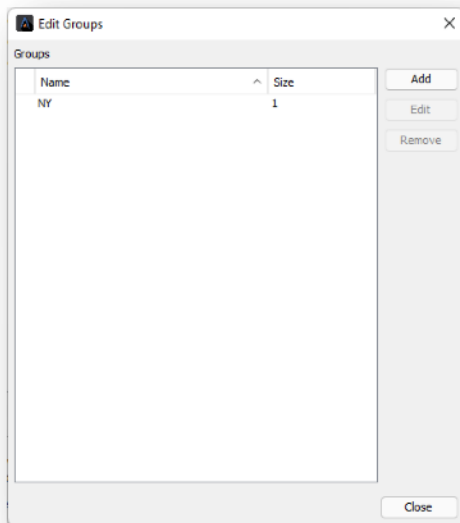 Edit Groups
Groups
Name Size
NY 1
Add
Edit
Remove
Close